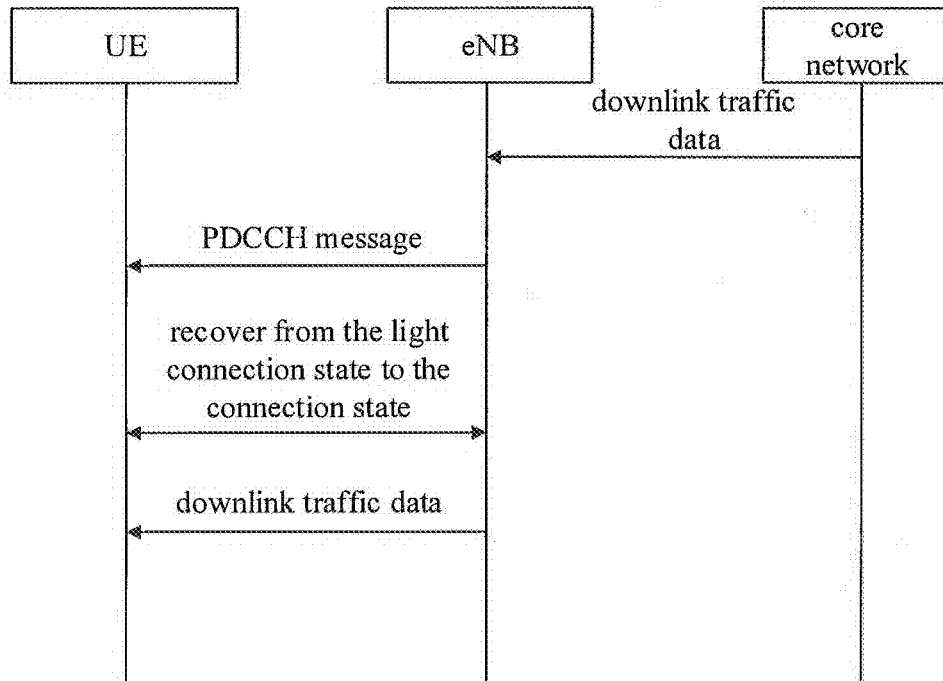 UE
eNB
core
network
downlink traffic
data
PDCCH message
recover from the light
connection state to the
connection state
downlink traffic data